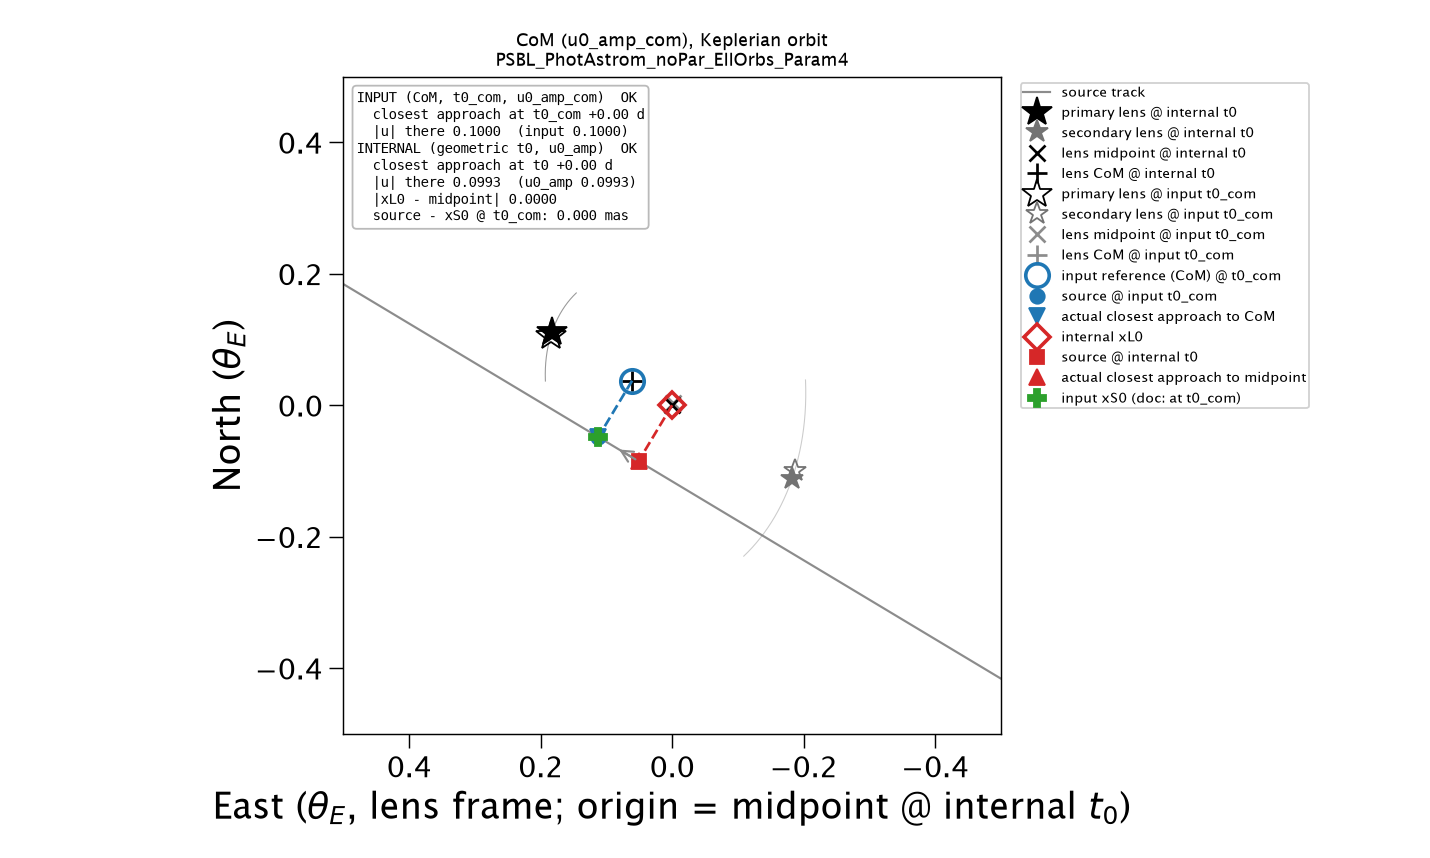 CoM (u0_amp_com), Keplerian orbit
PSBL_PhotAstrom_noPar_EllOrbs_Param4
INPUT (CoM, t0_com, u0_amp_com)  OK
closest approach at t0_com +0.00 d
|u| there 0.1000  (input 0.1000)
INTERNAL (geometric t0, u0_amp)  OK
closest approach at t0 +0.00 d
|u| there 0.0993  (u0_amp 0.0993)
|xL0 - midpoint| 0.0000
source - xS0 @ t0_com: 0.000 mas
source track
primary lens @ internal t0
secondary lens @ internal t0
lens midpoint @ internal t0
lens CoM @ internal t0
primary lens @ input t0_com
secondary lens @ input t0_com
lens midpoint @ input t0_com
lens CoM @ input t0_com
input reference (CoM) @ t0_com
source @ input t0_com
actual closest approach to CoM
internal xL0
source @ internal t0
actual closest approach to midpoint
input xS0 (doc: at t0_com)
North (θ_E)
0.4
0.2
0.0
−0.2
−0.4
0.4 0.2 0.0 −0.2 −0.4
East (θ_E, lens frame; origin = midpoint @ internal t_0)